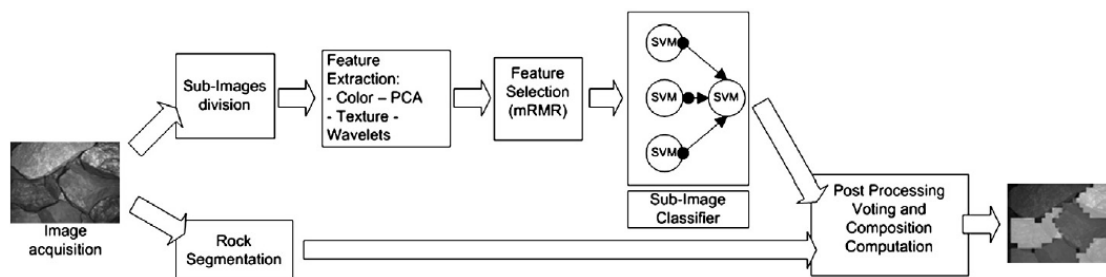 Image
acquisition
Sub-Images
division
Feature
Extraction:
- Color – PCA
- Texture -
Wavelets
Feature
Selection
(mRMR)
SVM
SVM
SVM
SVM
Sub-Image
Classifier
Rock
Segmentation
Post Processing
Voting and
Composition
Computation